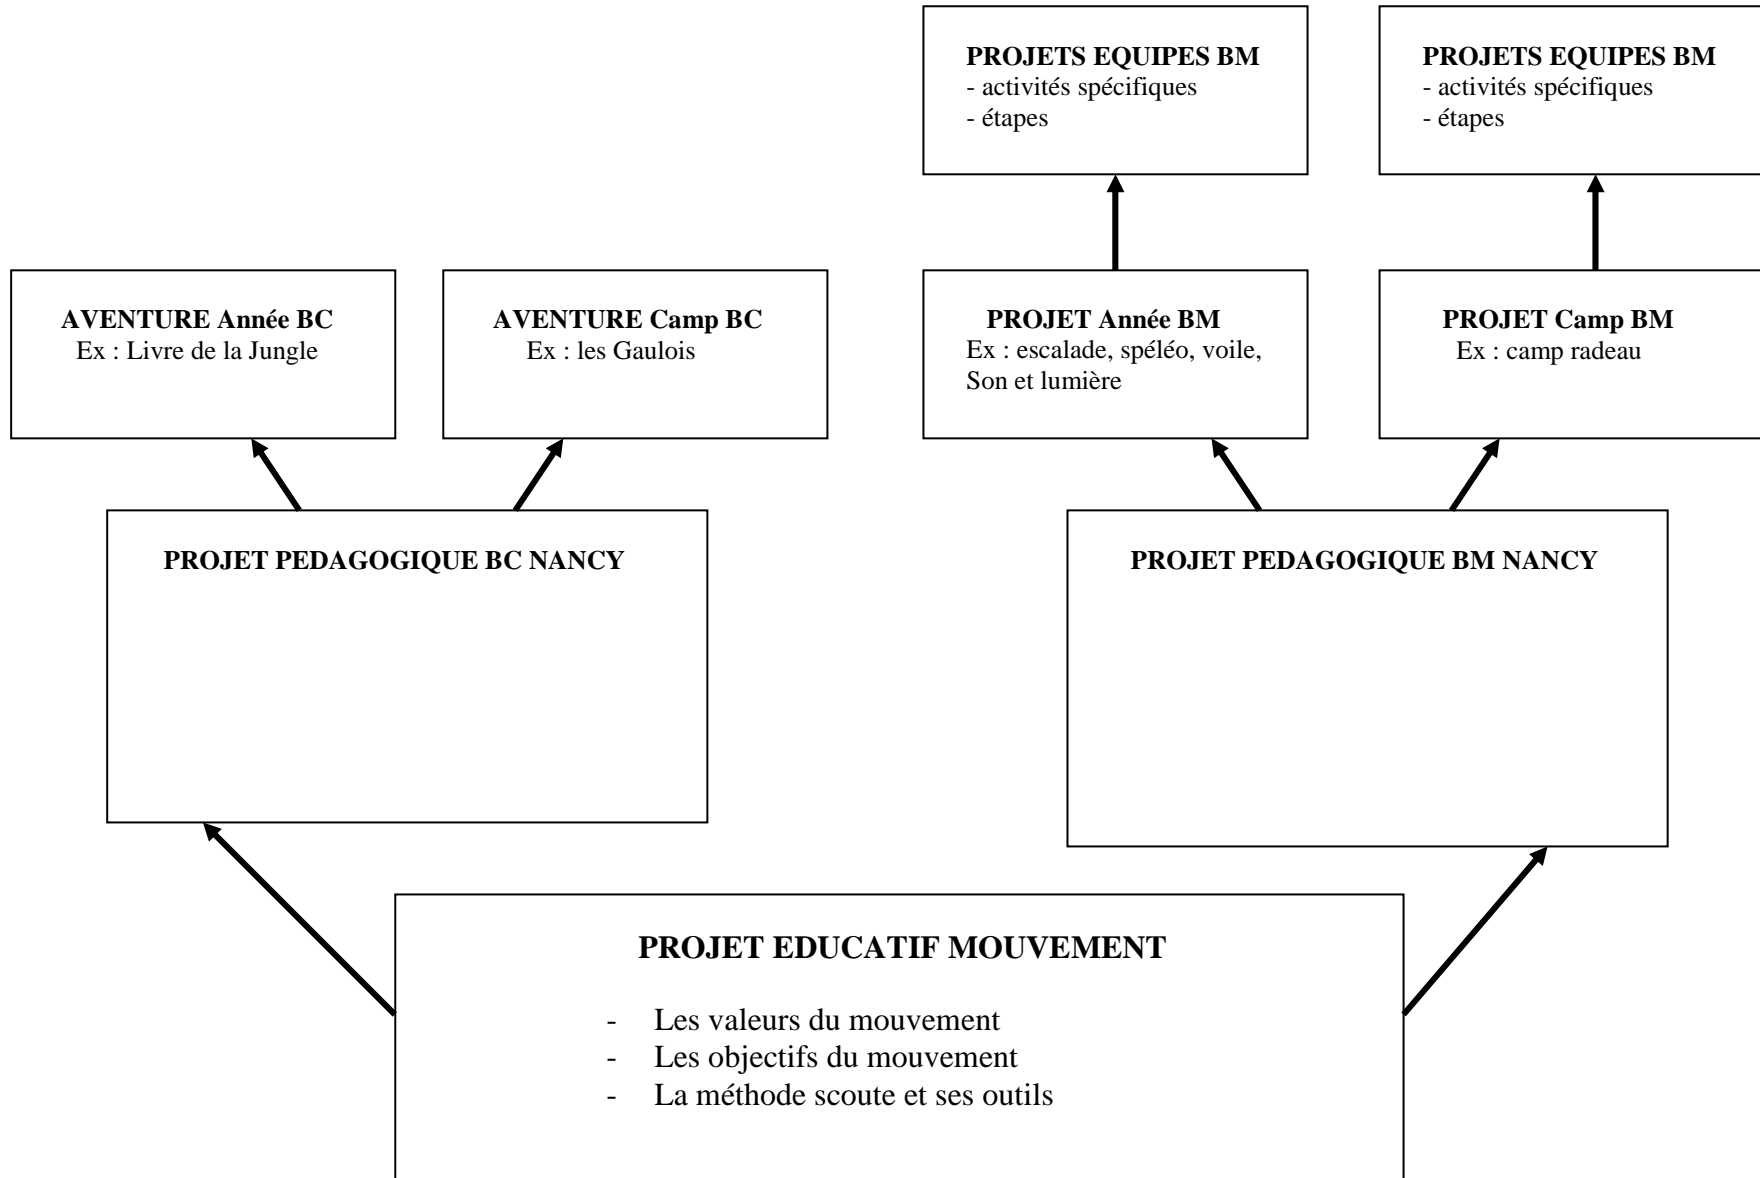 PROJETS EQUIPES BM
- activités spécifiques
- étapes
PROJETS EQUIPES BM
- activités spécifiques
- étapes
AVENTURE Année BC
Ex : Livre de la Jungle
AVENTURE Camp BC
Ex : les Gaulois
PROJET Année BM
Ex : escalade, spéléo, voile,
Son et lumière
PROJET Camp BM
Ex : camp radeau
PROJET PEDAGOGIQUE BC NANCY
PROJET PEDAGOGIQUE BM NANCY
PROJET EDUCATIF MOUVEMENT
- Les valeurs du mouvement
- Les objectifs du mouvement
- La méthode scoute et ses outils